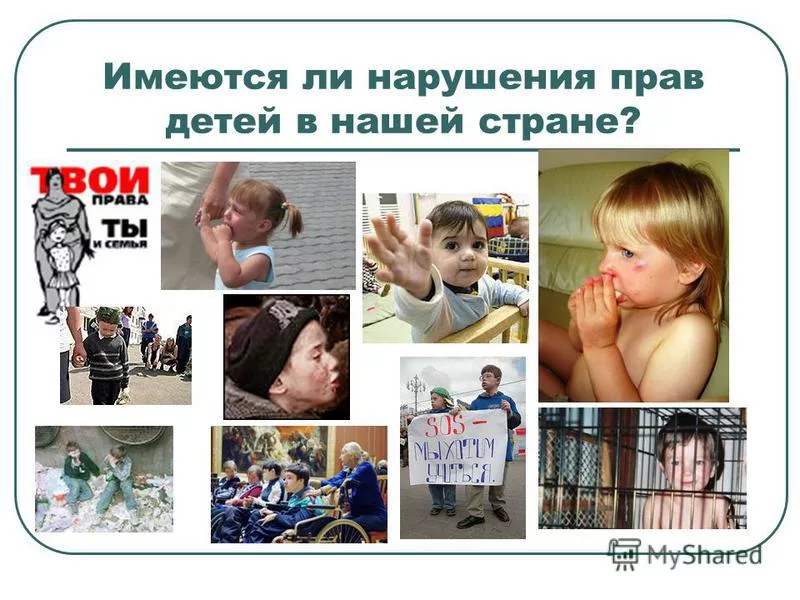 Имеются ли нарушения прав
детей в нашей стране?
ТВОИ
ПРАВА
ТЫ
И СЕМЬЯ
SOS –
МЫ ХОТИМ
УЧИТЬСЯ.
MyShared